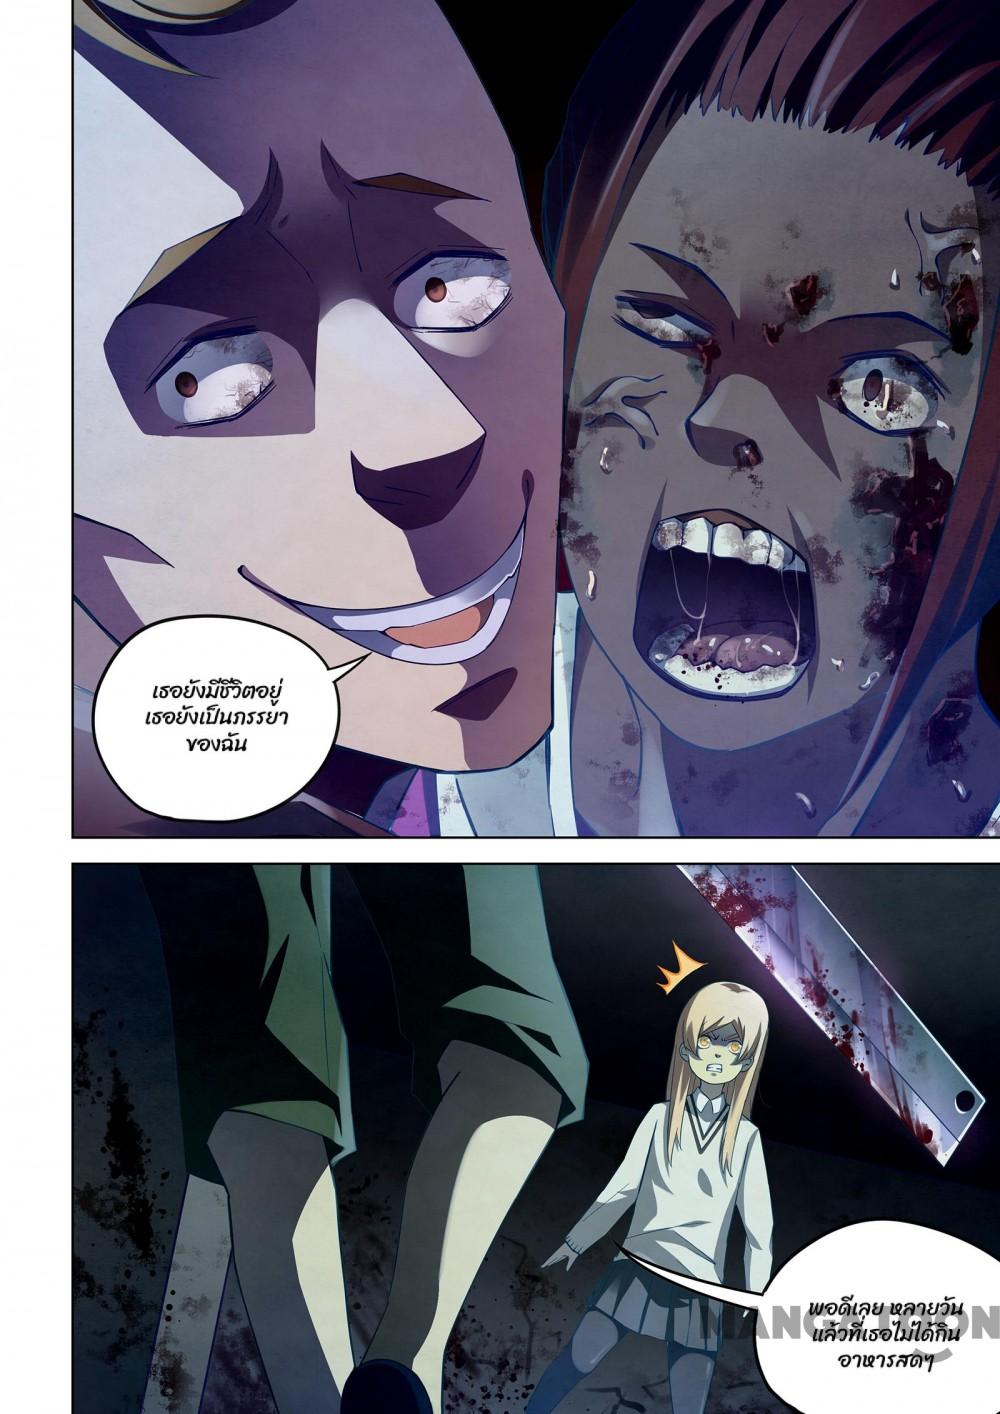 เธอยังมีชีวิตอยู่
เธอยังเป็นภรรยา
ของฉัน
พอดีเลย หลายวัน
แล้วที่เธอไม่ได้กิน
อาหารสดๆ
MANGATOON